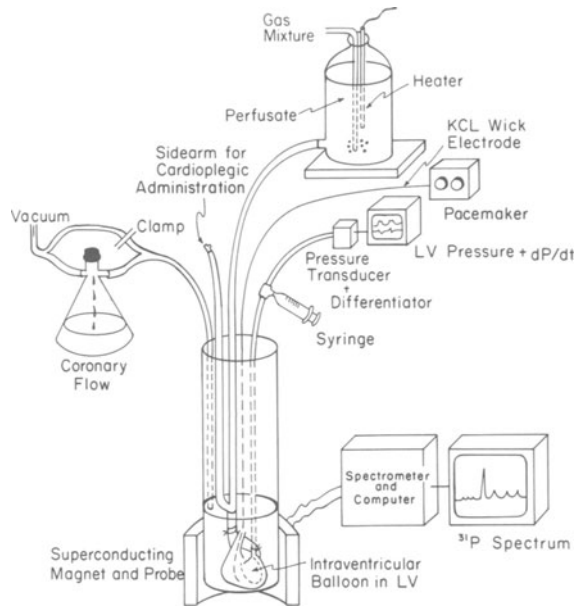 Gas
Mixture
Perfusate
Heater
KCL Wick
Electrode
Sidearm for
Cardioplegic
Administration
Vacuum
Clamp
Pacemaker
LV Pressure + dP/dt
Pressure
Transducer
+
Differentiator
Syringe
Coronary
Flow
Spectrometer
and
Computer
³¹P Spectrum
Superconducting
Magnet and Probe
Intraventricular
Balloon in LV